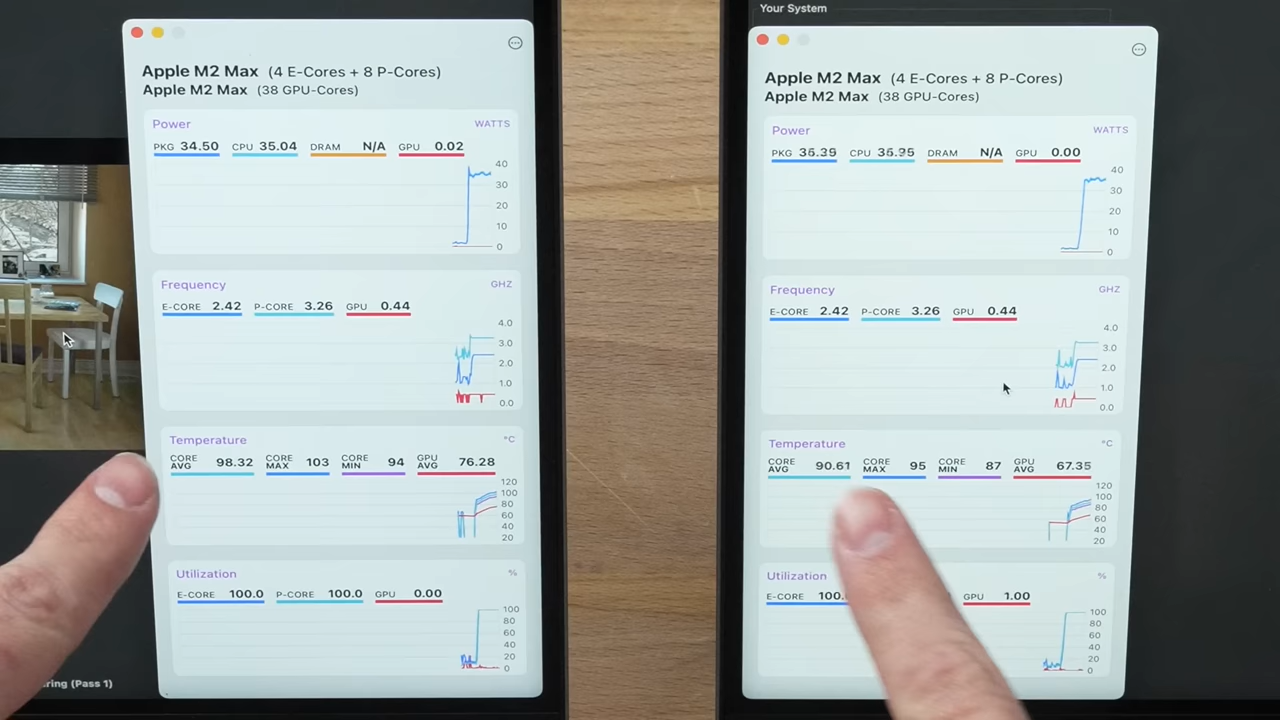 Apple M2 Max (4 E-Cores + 8 P-Cores)
Apple M2 Max (38 GPU-Cores)
Power WATTS
PKG 34.50 CPU 35.04 DRAM N/A GPU 0.02
40
30
20
10
0
Frequency GHZ
E-CORE 2.42 P-CORE 3.26 GPU 0.44
4.0
3.0
2.0
1.0
0.0
Temperature °C
CORE AVG 98.32 CORE MAX 103 CORE MIN 94 GPU AVG 76.28
120
100
80
60
40
20
Utilization %
E-CORE 100.0 P-CORE 100.0 GPU 0.00
100
80
60
40
20
0
ring (Pass 1)
Your System
Apple M2 Max (4 E-Cores + 8 P-Cores)
Apple M2 Max (38 GPU-Cores)
Power WATTS
PKG 36.39 CPU 36.95 DRAM N/A GPU 0.00
40
30
20
10
0
Frequency GHZ
E-CORE 2.42 P-CORE 3.26 GPU 0.44
4.0
3.0
2.0
1.0
0.0
Temperature °C
CORE AVG 90.61 CORE MAX 95 CORE MIN 87 GPU AVG 67.35
120
100
80
60
40
20
Utilization %
E-CORE 100. GPU 1.00
100
80
60
40
20
0